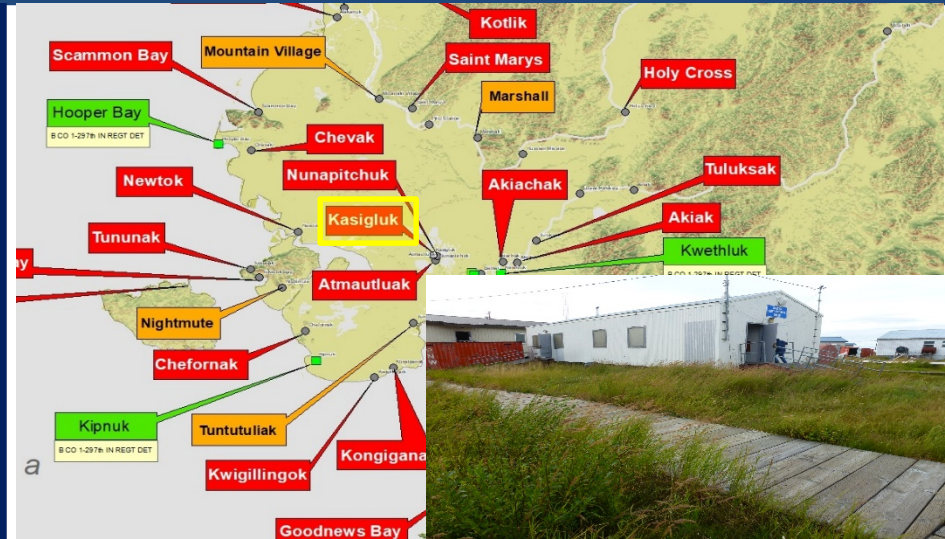 Kotlik
Scammon Bay
Mountain Village
Saint Marys
Holy Cross
Marshall
Hooper Bay
B CO 1-297th IN REGT DET
Chevak
Nunapitchuk
Newtok
Akiachak
Tuluksak
Kasigluk
Akiak
Tununak
Kwethluk
B CO 1-297th IN REGT DET
Atmautluak
Nightmute
Chefornak
Kipnuk
B CO 1-297th IN REGT DET
Tuntutuliak
Kongigana
Kwigillingok
a
Goodnews Bay